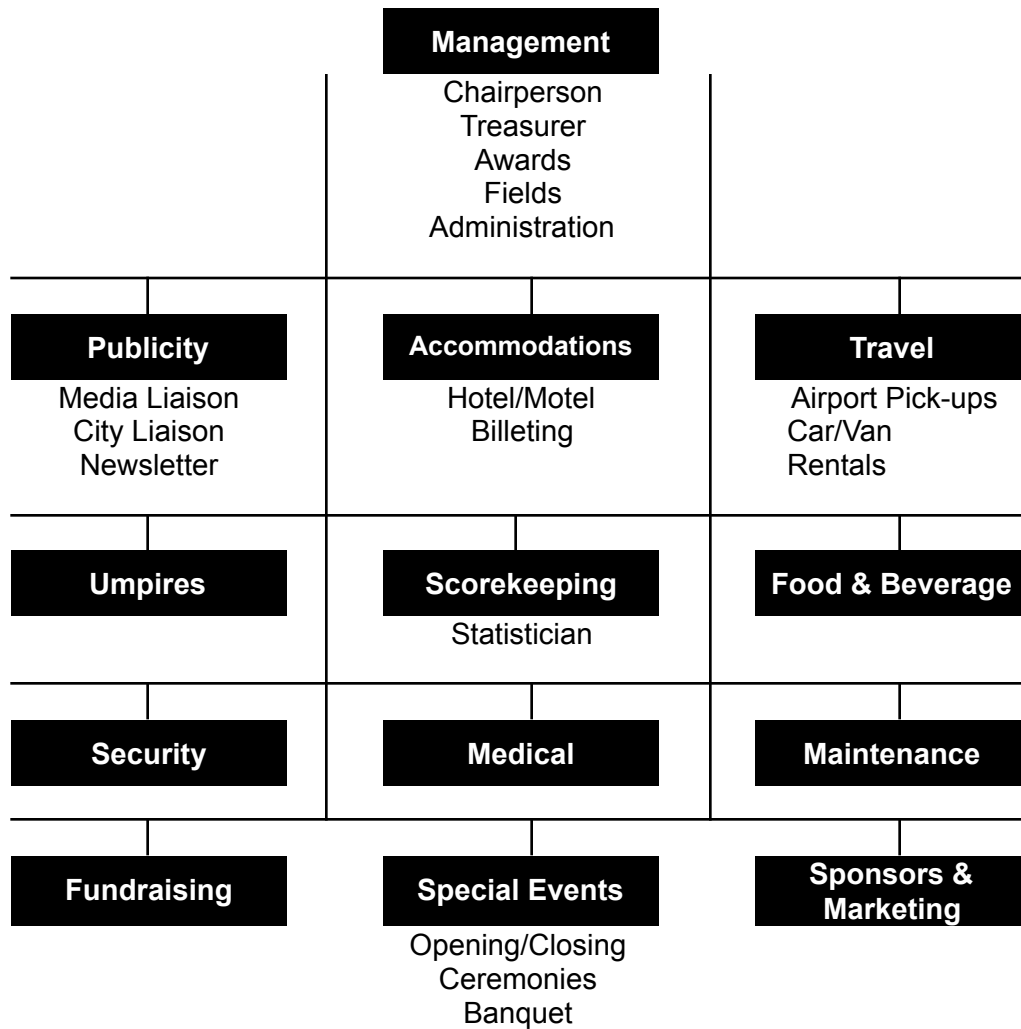 Management
Chairperson
Treasurer
Awards
Fields
Administration
Publicity
Media Liaison
City Liaison
Newsletter
Accommodations
Hotel/Motel
Billeting
Travel
Airport Pick-ups
Car/Van
Rentals
Umpires
Scorekeeping
Statistician
Food & Beverage
Security
Medical
Maintenance
Fundraising
Special Events
Opening/Closing
Ceremonies
Banquet
Sponsors &
Marketing